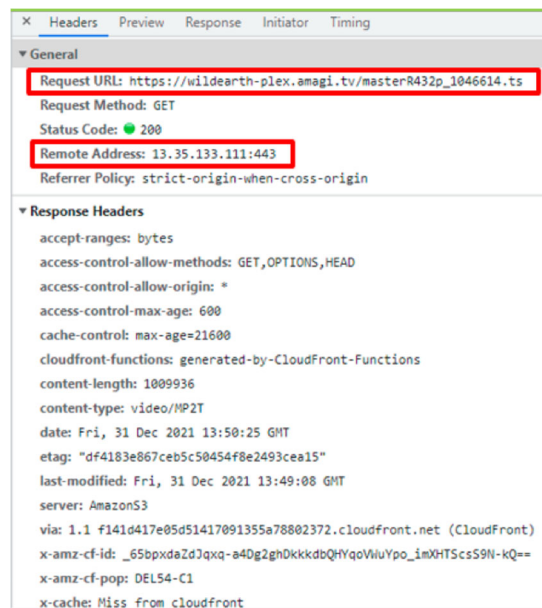 × Headers Preview Response Initiator Timing
▼ General
Request URL: https://wildearth-plex.amagi.tv/masterR432p_1046614.ts
Request Method: GET
Status Code: 200
Remote Address: 13.35.133.111:443
Referrer Policy: strict-origin-when-cross-origin
▼ Response Headers
accept-ranges: bytes
access-control-allow-methods: GET,OPTIONS,HEAD
access-control-allow-origin: *
access-control-max-age: 600
cache-control: max-age=21600
cloudfront-functions: generated-by-CloudFront-Functions
content-length: 1009936
content-type: video/MP2T
date: Fri, 31 Dec 2021 13:50:25 GMT
etag: "df4183e867ceb5c50454f8e2493cea15"
last-modified: Fri, 31 Dec 2021 13:49:08 GMT
server: AmazonS3
via: 1.1 f141d417e05d51417091355a78802372.cloudfront.net (CloudFront)
x-amz-cf-id: _65bpxdaZdJqxq-a4Dg2ghDkkkdbQHYqoVWuYpo_imXHTScsS9N-kQ==
x-amz-cf-pop: DEL54-C1
x-cache: Miss from cloudfront